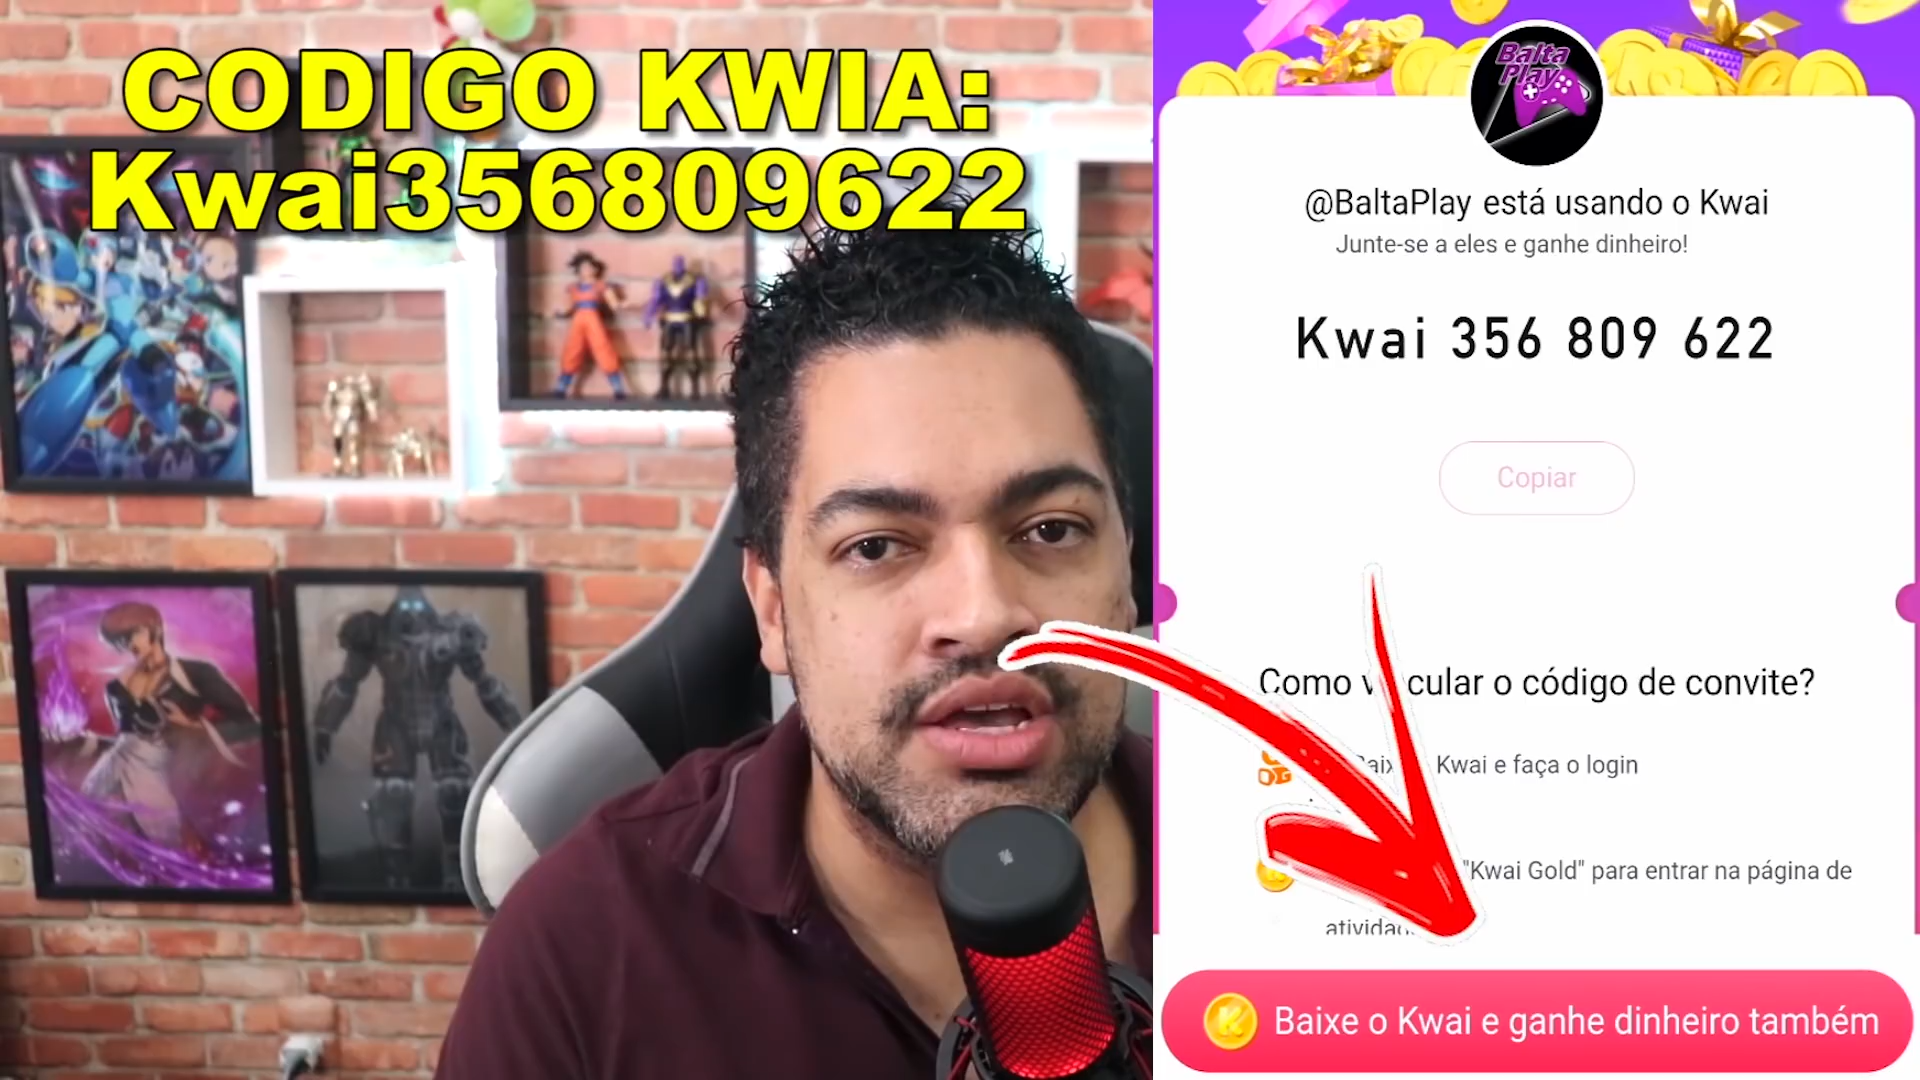 CODIGO KWIA:
Kwai356809622
Balta
Play
@BaltaPlay está usando o Kwai
Junte-se a eles e ganhe dinheiro!
Kwai 356 809 622
Copiar
Como v cular o código de convite?
Kwai e faça o login
"Kwai Gold" para entrar na página de
Baixe o Kwai e ganhe dinheiro também